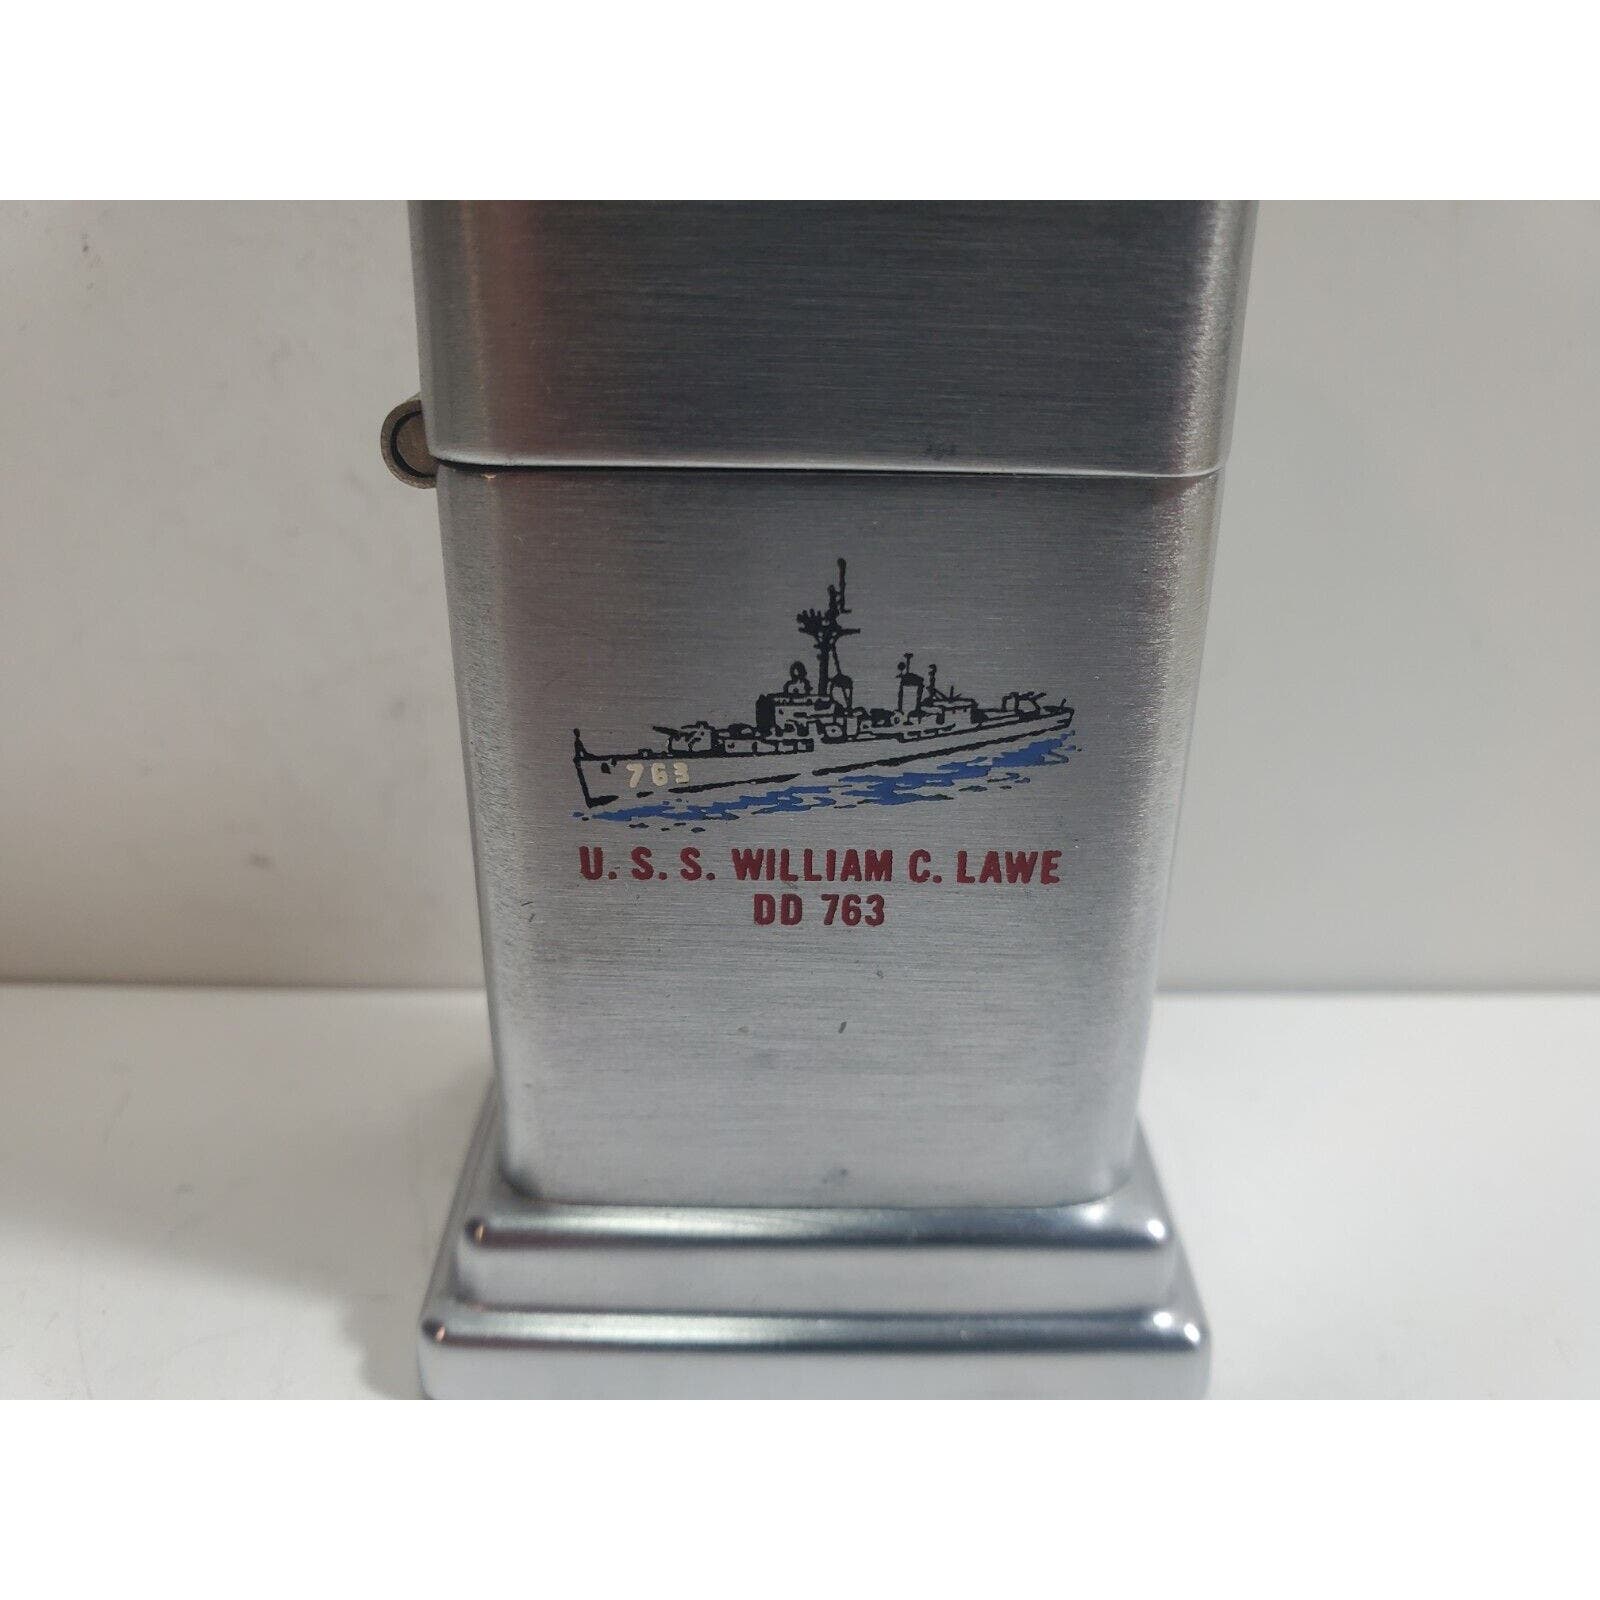 763
U. S. S. WILLIAM C. LAWE
DD 763